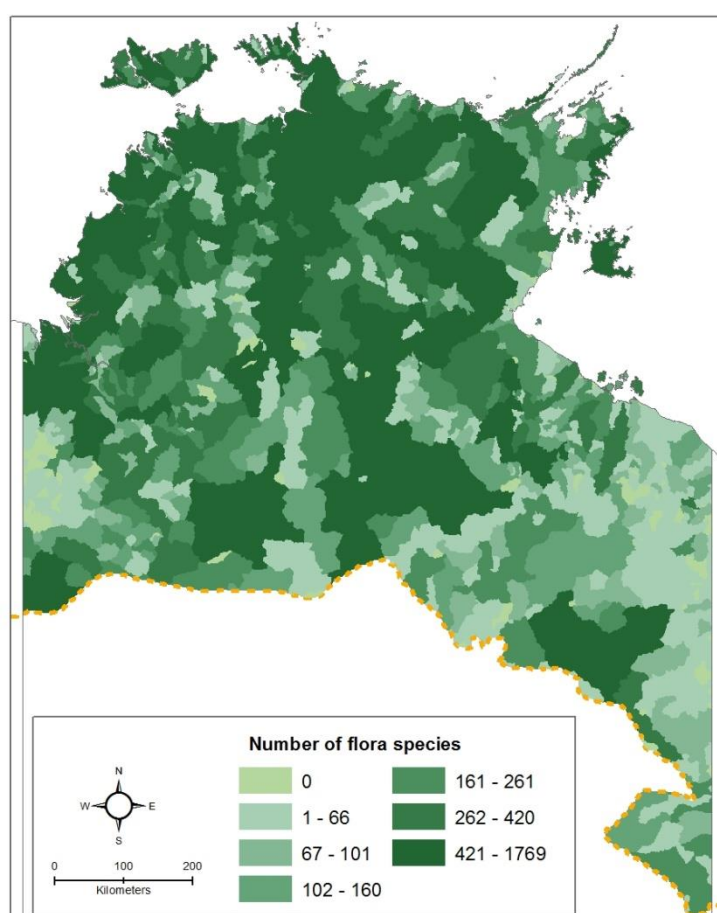 Number of flora species
N
W
E
S
0
1 - 66
67 - 101
102 - 160
161 - 261
262 - 420
421 - 1769
0 100 200
Kilometers